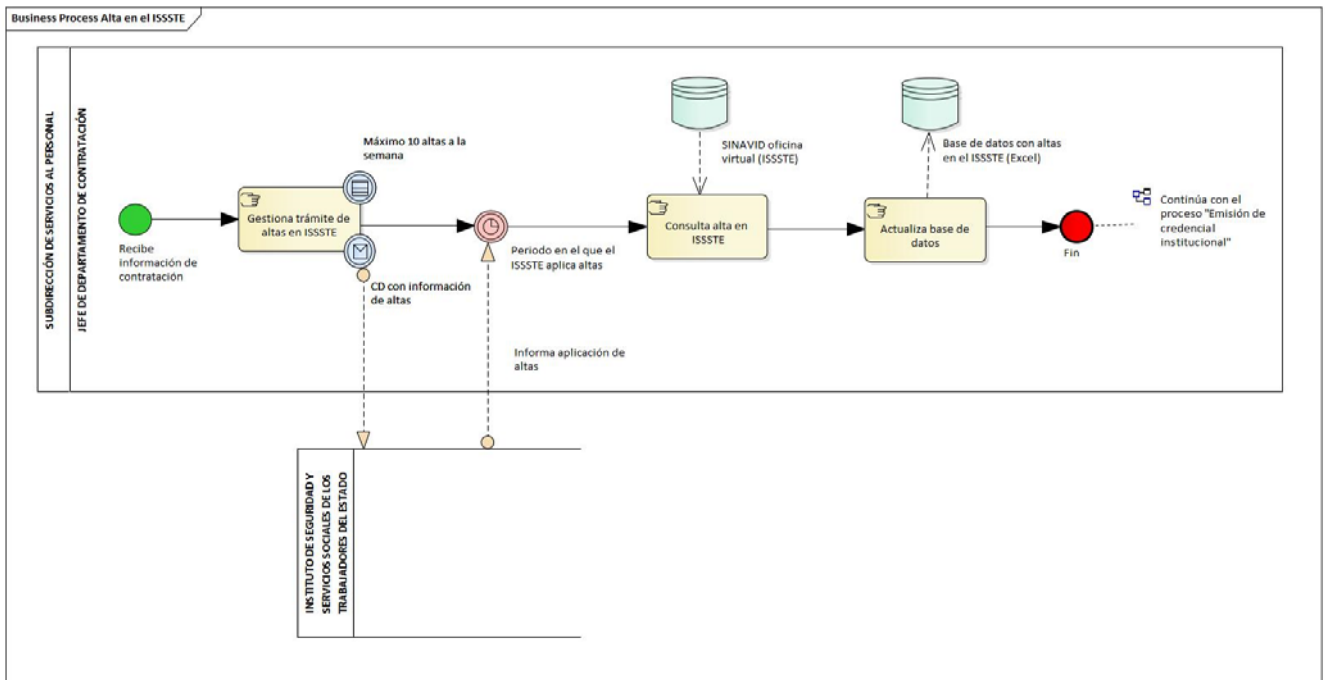 Business Process Alta en el ISSSTE
SUBDIRECCIÓN DE SERVICIOS AL PERSONAL
JEFE DE DEPARTAMENTO DE CONTRATACIÓN
Recibe
información de
contratación
Gestiona trámite de
altas en ISSSTE
Máximo 10 altas a la
semana
CD con información
de altas
Periodo en el que el
ISSSTE aplica altas
Informa aplicación de
altas
SINAVID oficina
virtual (ISSSTE)
Consulta alta en
ISSSTE
Base de datos con altas
en el ISSSTE (Excel)
Actualiza base de
datos
Fin
Continúa con el
proceso "Emisión de
credencial
institucional"
INSTITUTO DE SEGURIDAD Y
SERVICIOS SOCIALES DE LOS
TRABAJADORES DEL ESTADO